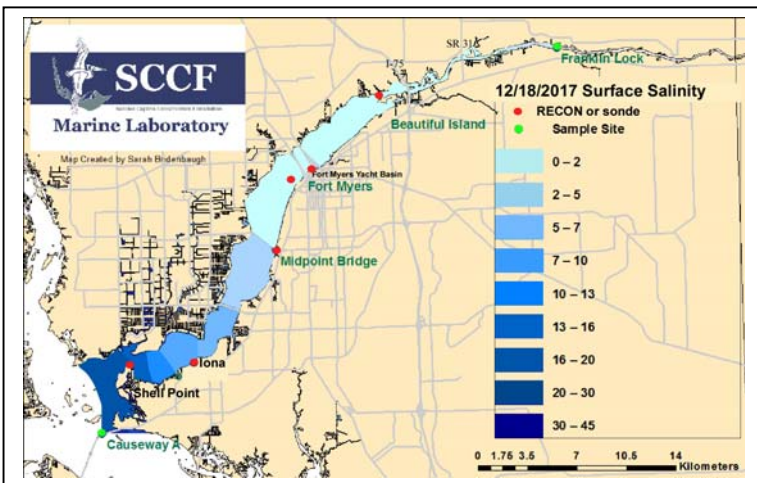 SCCF
Marine Laboratory
Map Created by Sarah Bridenbaugh
I-75
SR 31
Franklin Lock
12/18/2017 Surface Salinity
RECON or sonde
Sample Site
Beautiful Island
Fort Myers Yacht Basin
Fort Myers
Midpoint Bridge
Iona
Shell Point
Causeway A
0 – 2
2 – 5
5 – 7
7 – 10
10 – 13
13 – 16
16 – 20
20 – 30
30 – 45
0 1.75 3.5 7 10.5 14
Kilometers